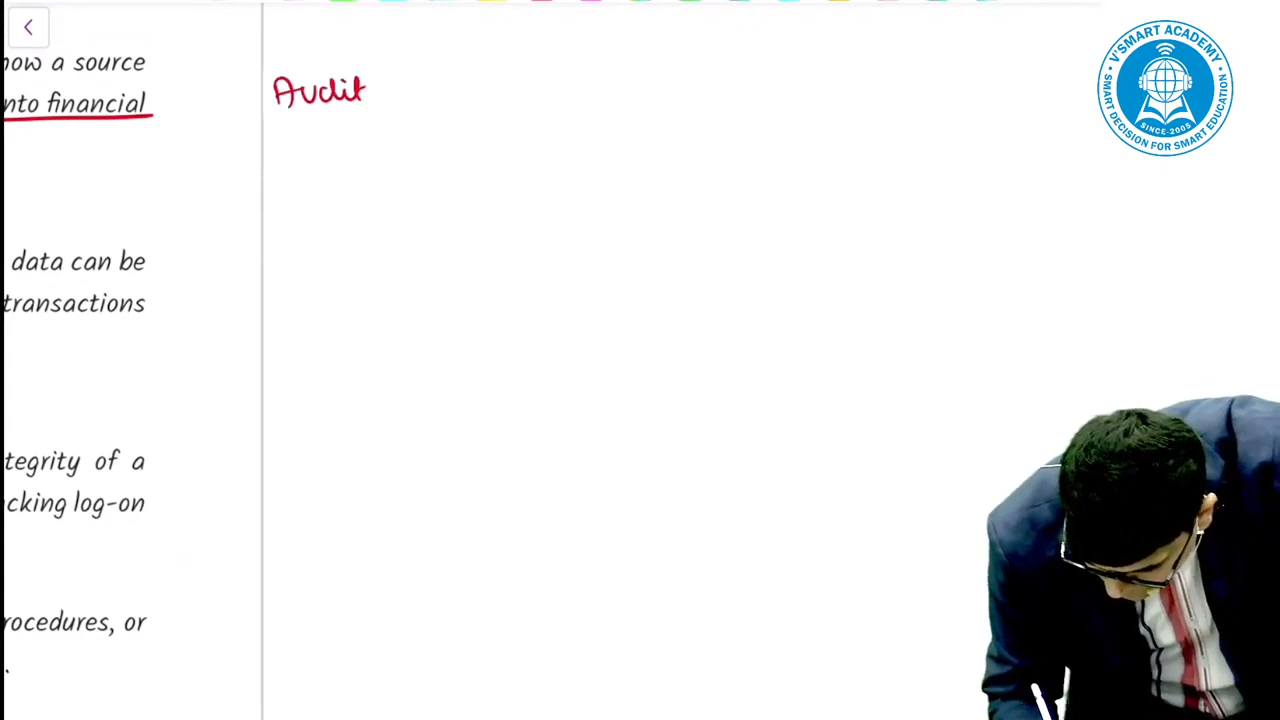 now a source
nto financial
data can be
transactions
tegrity of a
cking log-on
rocedures, or
.
Audit
V'SMART ACADEMY
SMART DECISION FOR SMART EDUCATION
SINCE-2005